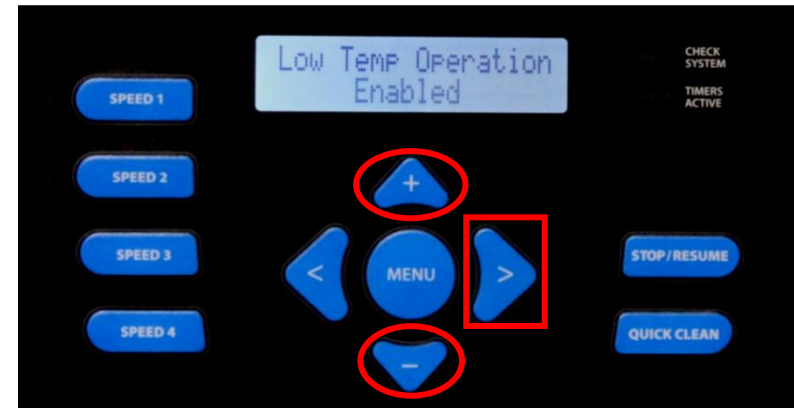 Low Temp Operation
Enabled
CHECK
SYSTEM
TIMERS
ACTIVE
SPEED 1
SPEED 2
SPEED 3
SPEED 4
+
<
MENU
>
–
STOP/RESUME
QUICK CLEAN